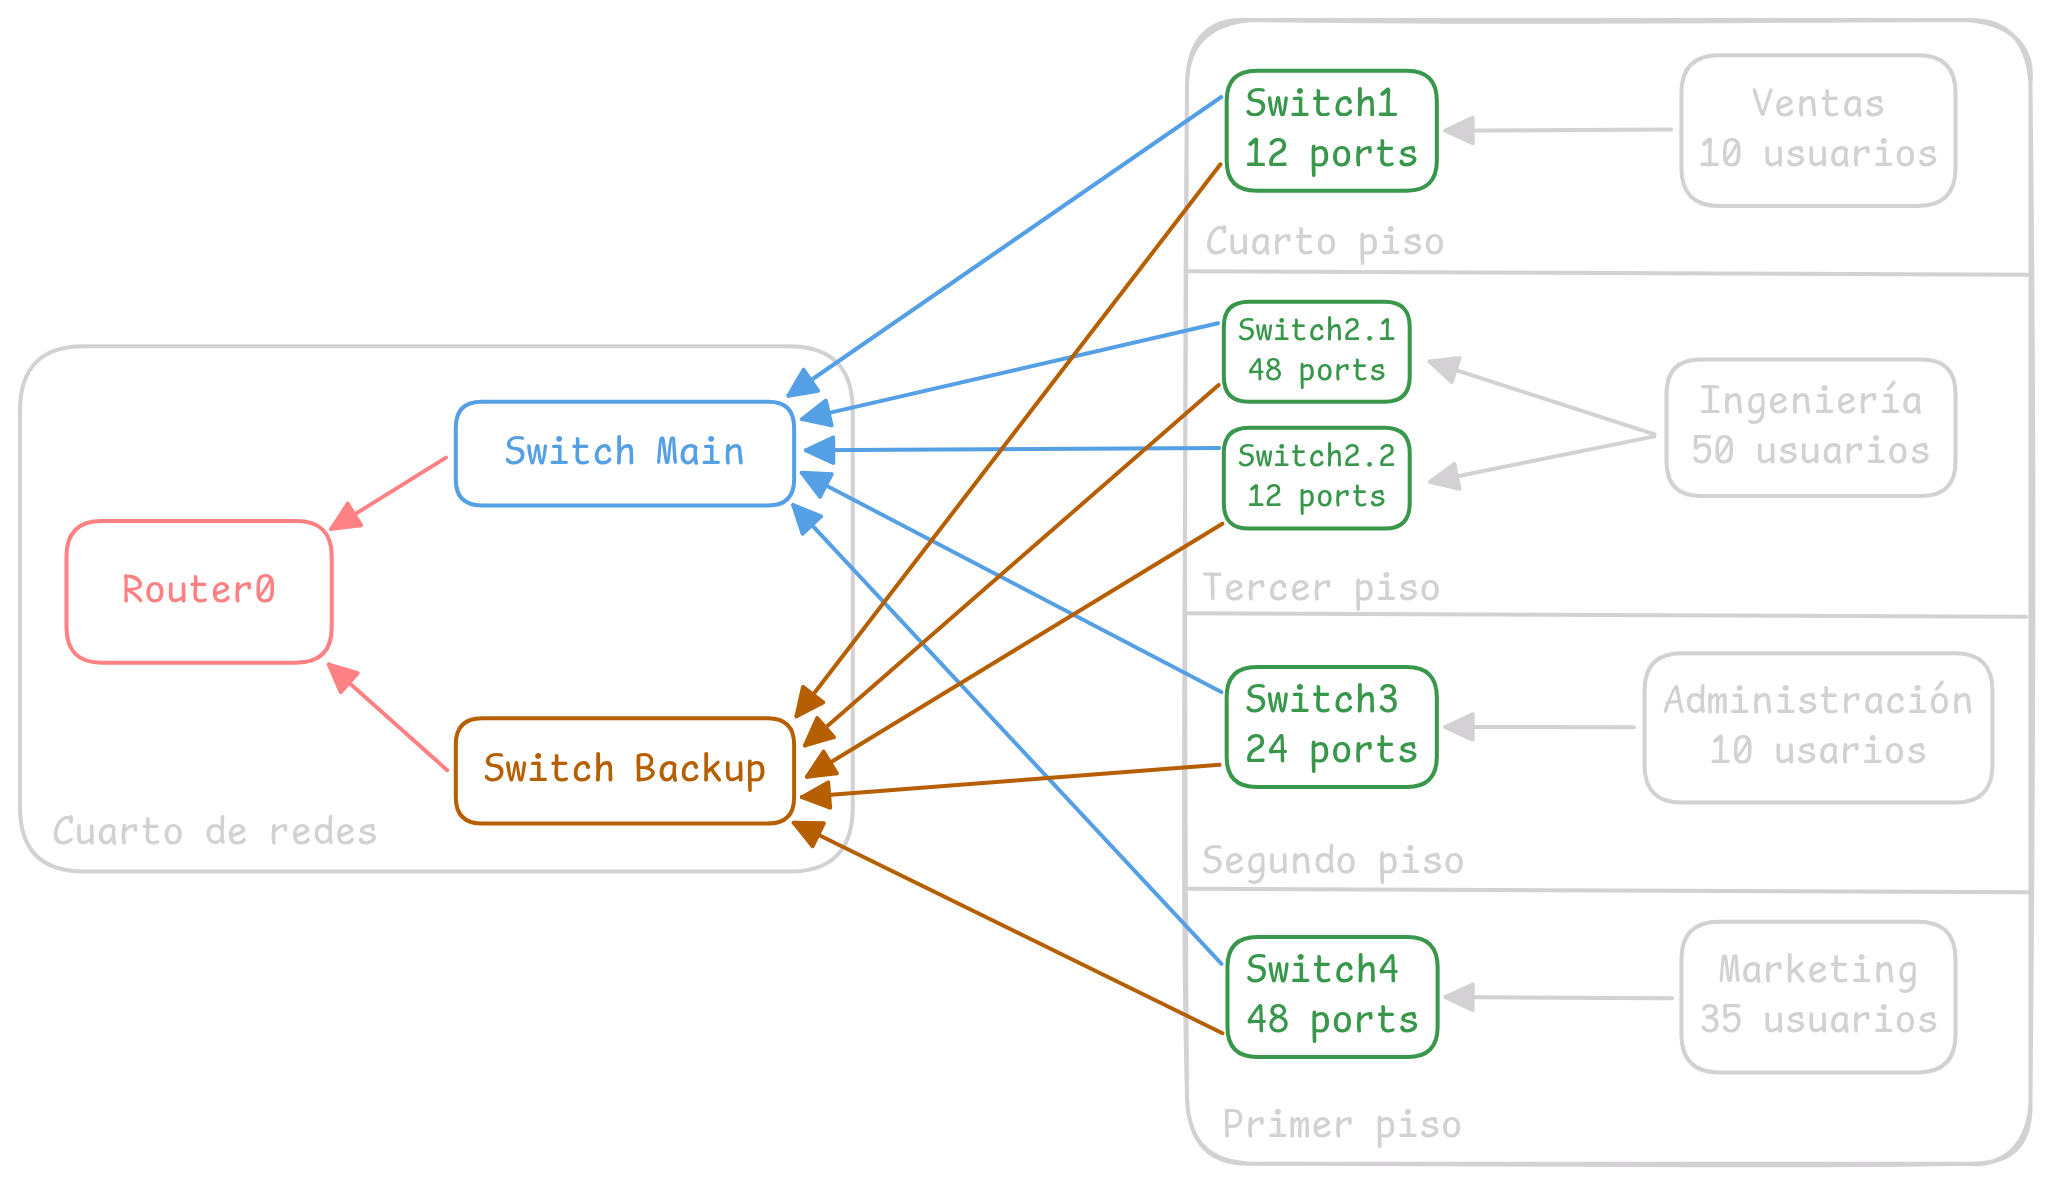 Router0
Switch Main
Switch Backup
Cuarto de redes
Switch1
12 ports
Ventas
10 usuarios
Cuarto piso
Switch2.1
48 ports
Switch2.2
12 ports
Ingeniería
50 usuarios
Tercer piso
Switch3
24 ports
Administración
10 usarios
Segundo piso
Switch4
48 ports
Marketing
35 usuarios
Primer piso